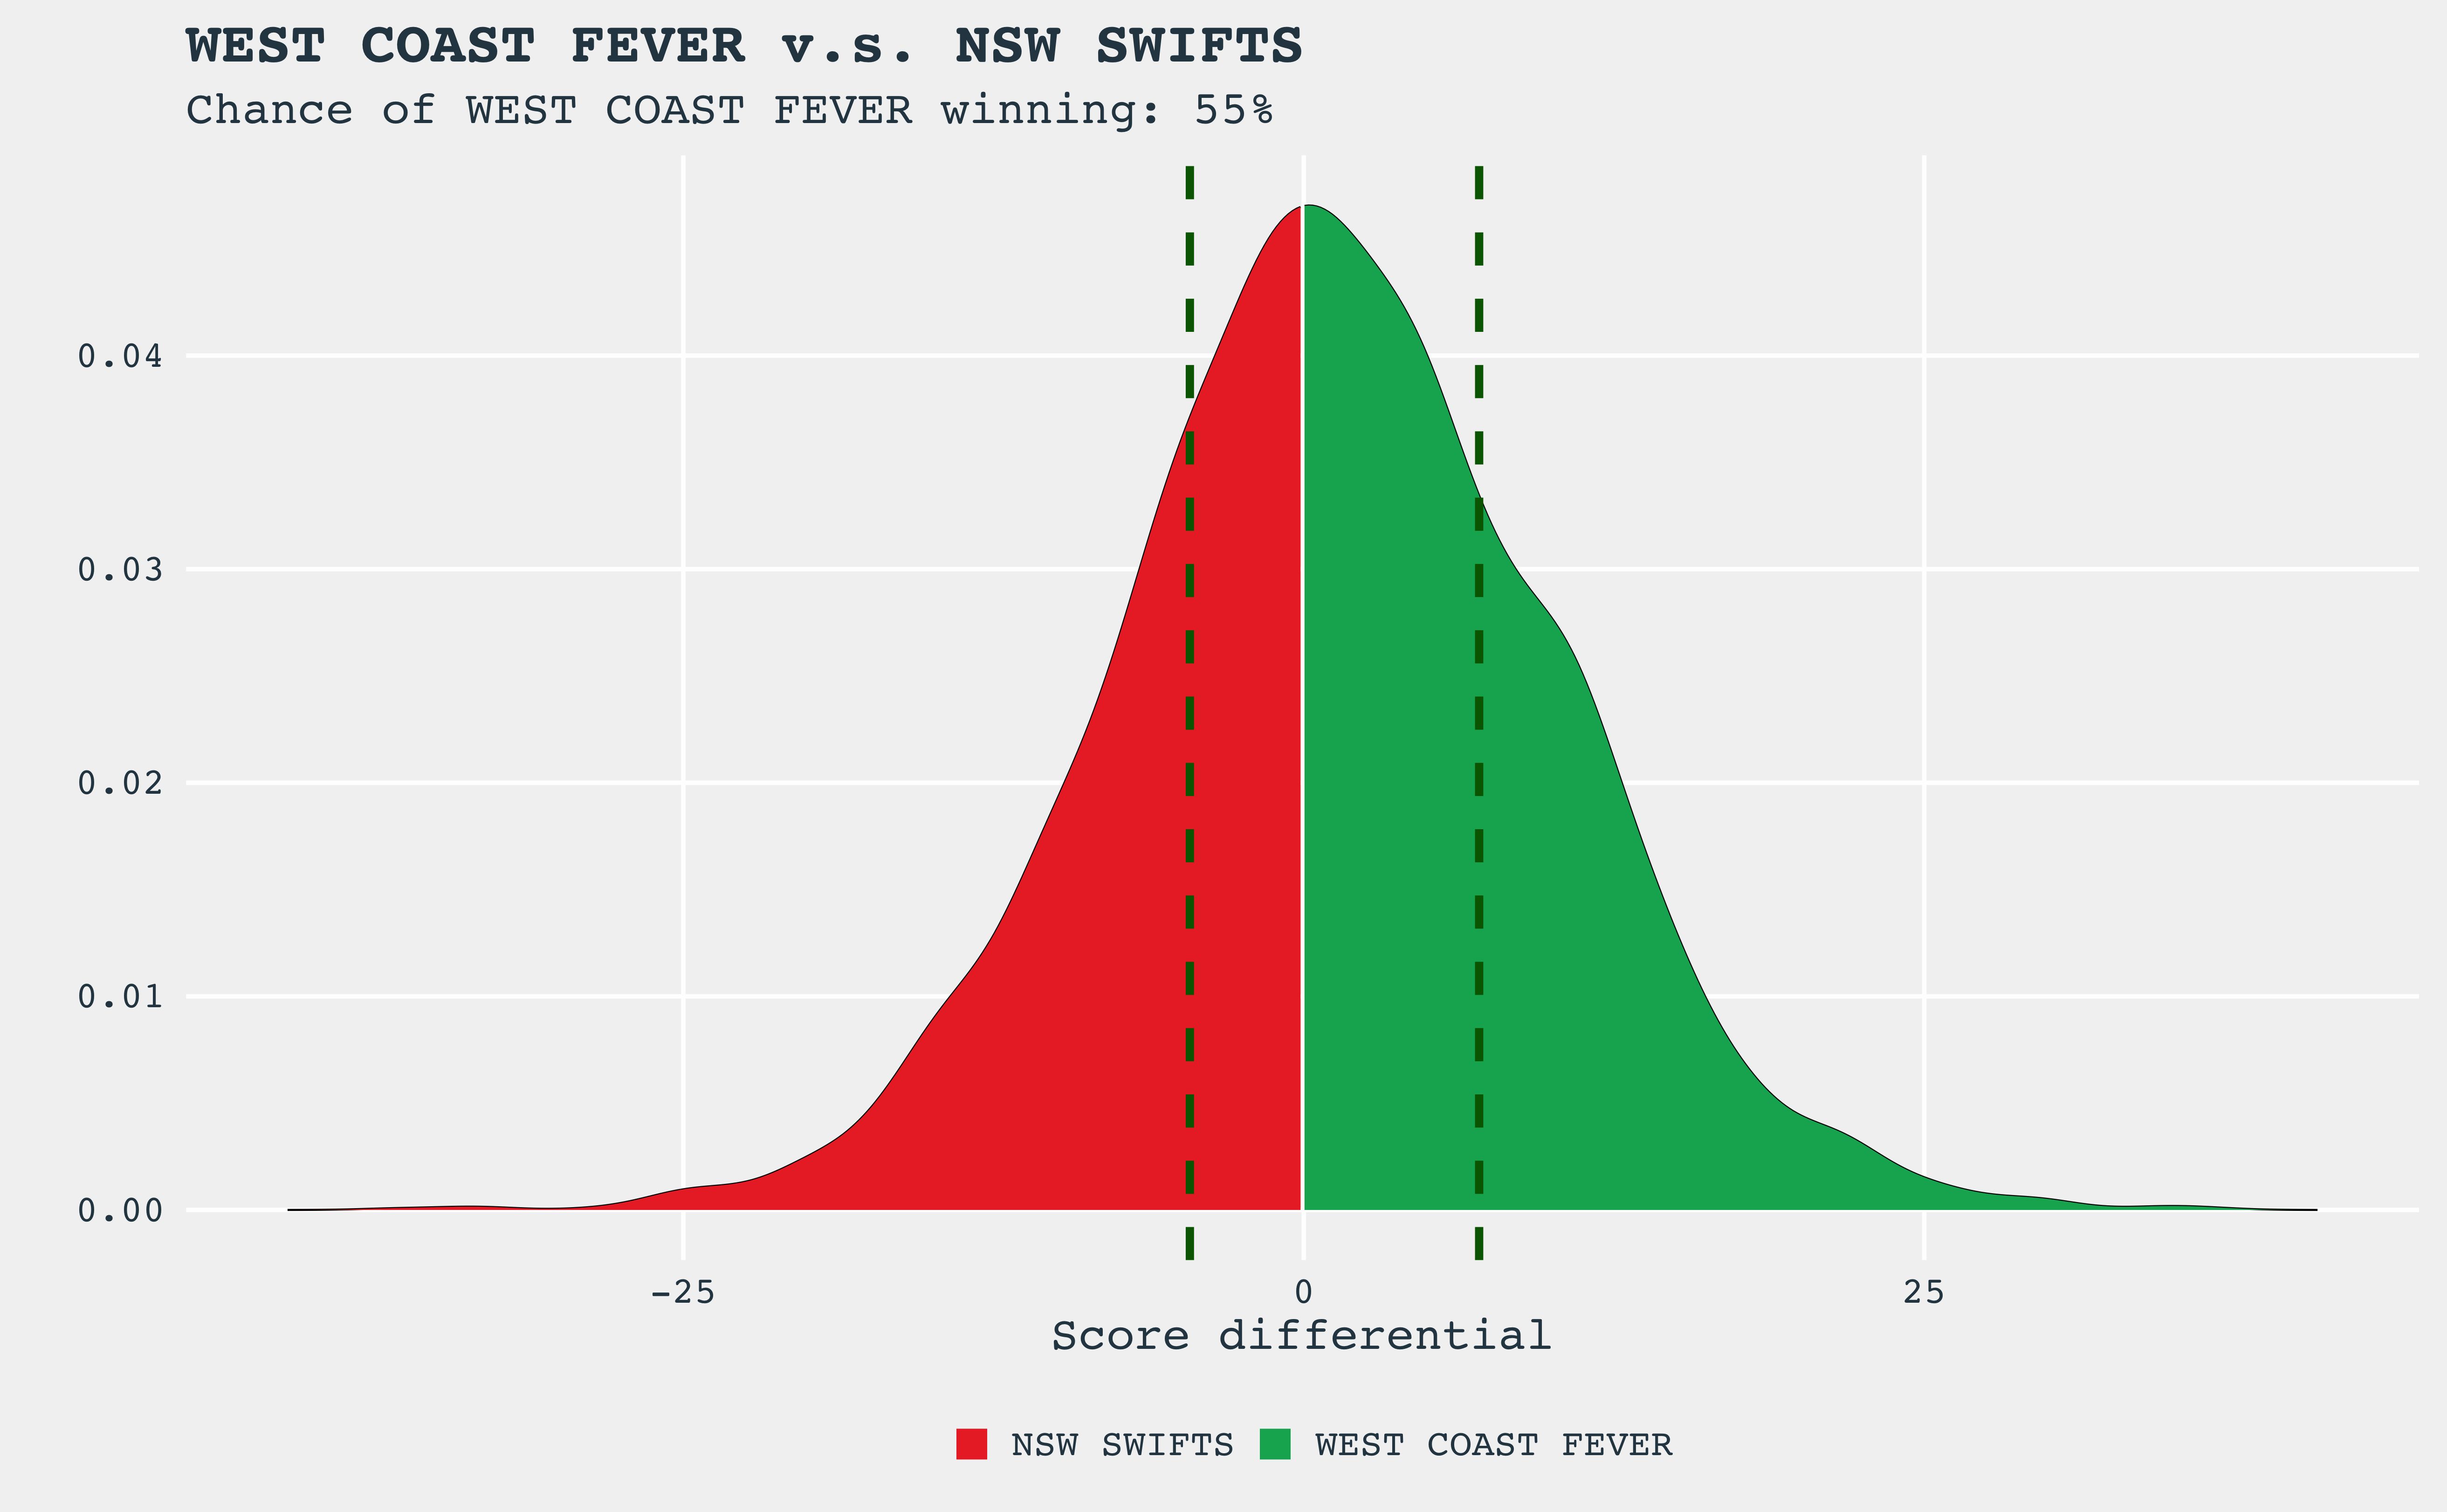 WEST COAST FEVER v.s. NSW SWIFTS
Chance of WEST COAST FEVER winning: 55%
0.04
0.03
0.02
0.01
0.00
-25 0 25
Score differential
NSW SWIFTS WEST COAST FEVER